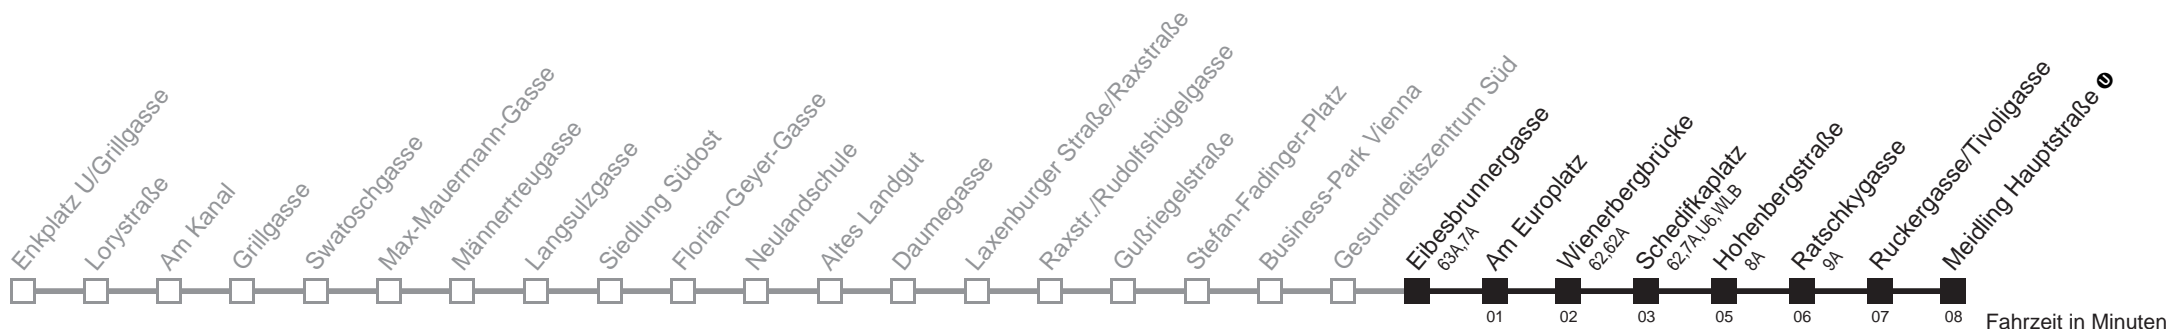 Enkplatz U/Grillgasse
Lorystraße
Am Kanal
Grillgasse
Swatoschgasse
Max-Mauermann-Gasse
Männertreugasse
Langsulzgasse
Siedlung Südost
Florian-Geyer-Gasse
Neulandschule
Altes Landgut
Daumegasse
Laxenburger Straße/Raxstraße
Raxstr./Rudolfshügelgasse
Gußriegelstraße
Stefan-Fadinger-Platz
Business-Park Vienna
Gesundheitszentrum Süd
Eibesbrunnergasse
63A,7A
Am Europlatz
01
Wienerbergbrücke
62,62A
02
Schedifkaplatz
62,7A,U6,WLB
03
Hohenbergstraße
8A
05
Ratschkygasse
9A
06
Ruckergasse/Tivoligasse
07
Meidling Hauptstraße U
08
Fahrzeit in Minuten